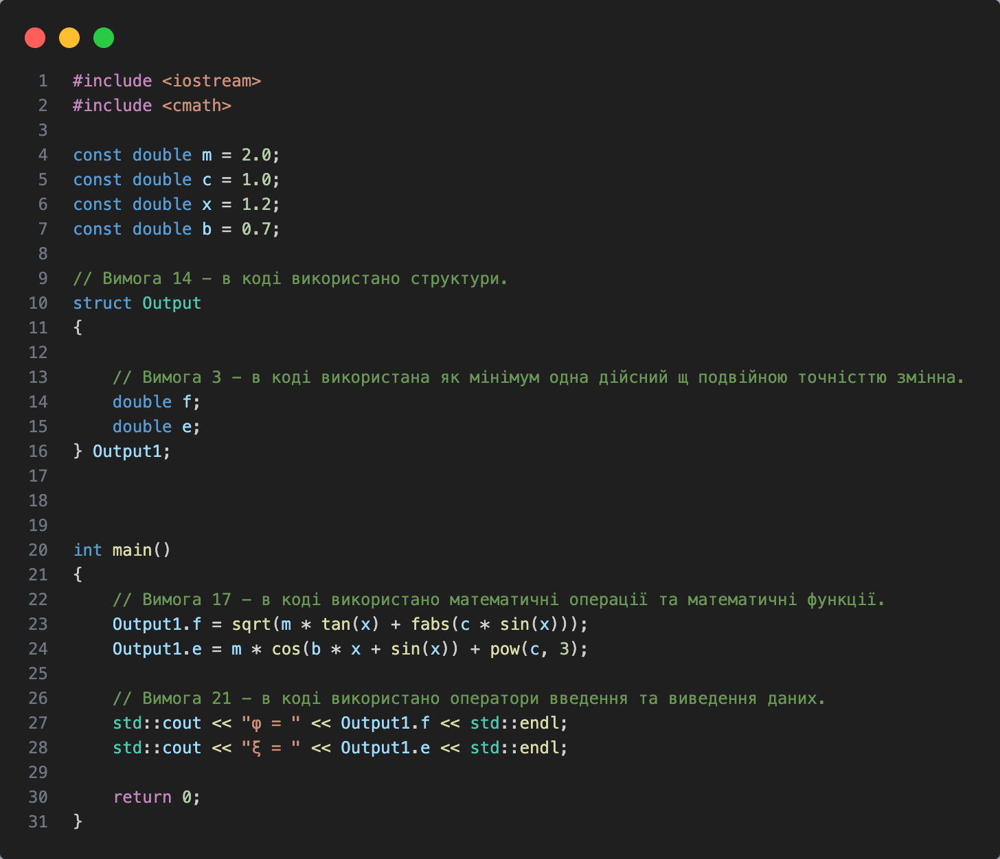 1 #include <iostream>
2 #include <cmath>
3
4 const double m = 2.0;
5 const double c = 1.0;
6 const double x = 1.2;
7 const double b = 0.7;
8
9 // Вимога 14 – в коді використано структури.
10 struct Output
11 {
12
13     // Вимога 3 – в коді використана як мінімум одна дійсний щ подвійною точністтю змінна.
14     double f;
15     double e;
16 } Output1;
17
18
19
20 int main()
21 {
22     // Вимога 17 – в коді використано математичні операції та математичні функції.
23     Output1.f = sqrt(m * tan(x) + fabs(c * sin(x)));
24     Output1.e = m * cos(b * x + sin(x)) + pow(c, 3);
25
26     // Вимога 21 – в коді використано оператори введення та виведення даних.
27     std::cout << "φ = " << Output1.f << std::endl;
28     std::cout << "ξ = " << Output1.e << std::endl;
29
30     return 0;
31 }